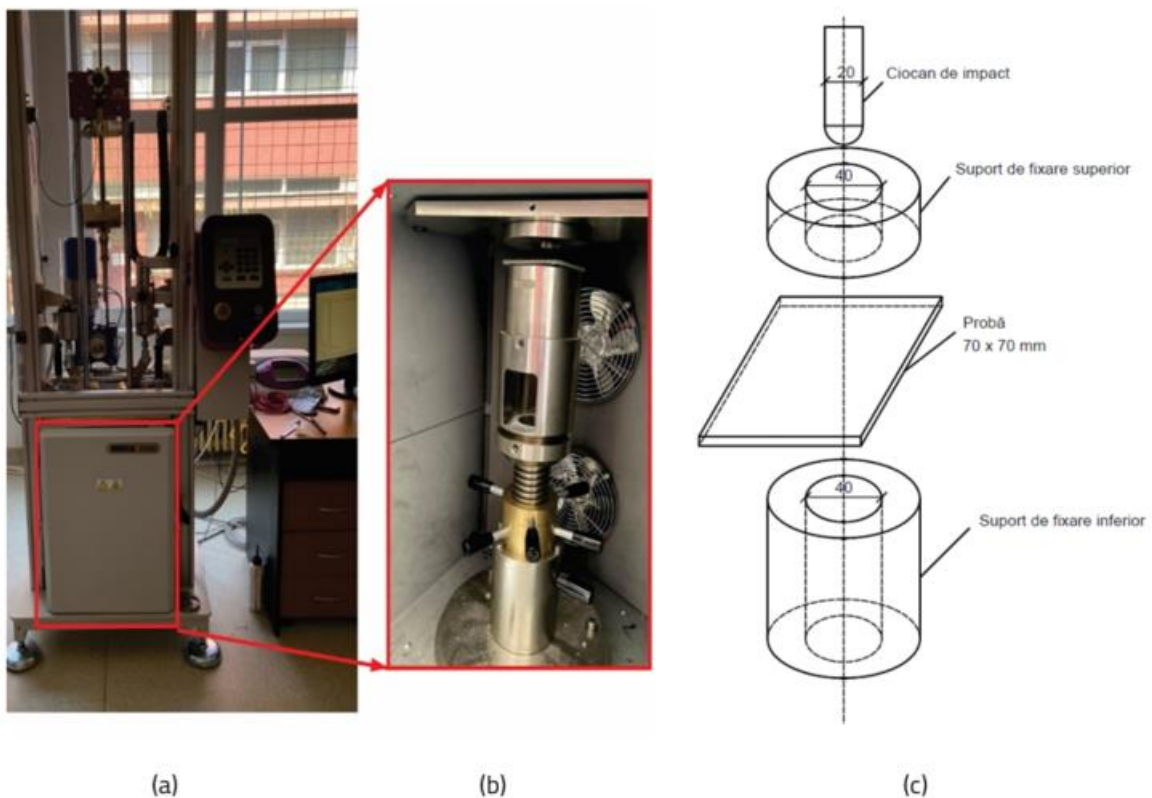 20
Ciocan de impact
40
Suport de fixare superior
Probă
70 x 70 mm
40
Suport de fixare inferior
(a)
(b)
(c)